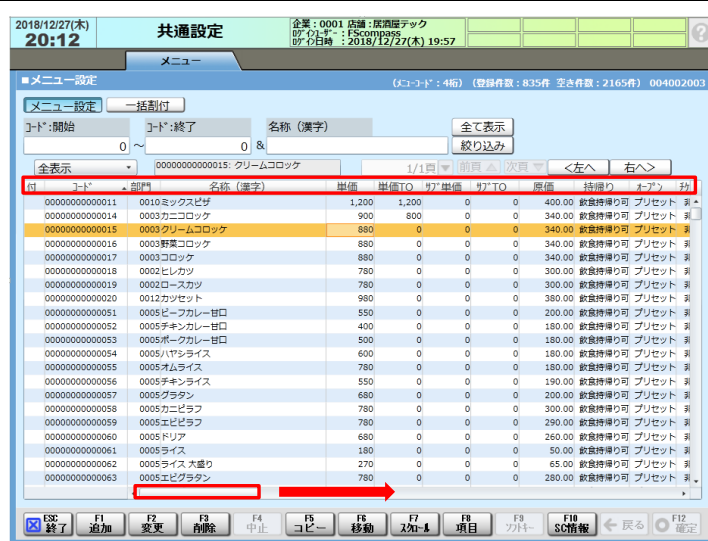 2018/12/27(木)
20:12
共通設定
企業：0001 店舗：居酒屋テック
ﾛｸﾞｲﾝﾕｰｻﾞｰ：FScompass
ﾛｸﾞｲﾝ日時 ：2018/12/27(木) 19:57
メニュー
■メニュー設定 (ﾒﾆｭｰｺｰﾄﾞ：4桁) (登録件数：835件 空き件数：2165件) 004002003
メニュー設定 一括割付
ｺｰﾄﾞ:開始 ｺｰﾄﾞ:終了 名称（漢字） 全て表示
0 ～ 0 & 絞り込み
全表示 00000000000015: クリームコロッケ 1/1頁 前頁 次頁 <左へ 右へ>
付 ｺｰﾄﾞ 部門 名称（漢字） 単価 単価TO ｻﾌﾞ単価 ｻﾌﾞTO 原価 持帰り ｵｰﾌﾟﾝ
00000000000011 0010 ミックスピザ 1,200 1,200 0 0 400.00 飲食持帰り可 プリセット 非
00000000000014 0003 カニコロッケ 900 800 0 0 340.00 飲食持帰り可 プリセット 非
00000000000015 0003 クリームコロッケ 880 0 0 0 340.00 飲食持帰り可 プリセット 非
00000000000016 0003 野菜コロッケ 880 0 0 0 340.00 飲食持帰り可 プリセット 非
00000000000017 0003 コロッケ 880 0 0 0 340.00 飲食持帰り可 プリセット 非
00000000000018 0002 ヒレカツ 780 0 0 0 300.00 飲食持帰り可 プリセット 非
00000000000019 0002 ロースカツ 780 0 0 0 300.00 飲食持帰り可 プリセット 非
00000000000020 0012 カツセット 980 0 0 0 380.00 飲食持帰り可 プリセット 非
00000000000051 0005 ビーフカレー甘口 550 0 0 0 200.00 飲食持帰り可 プリセット 非
00000000000052 0005 チキンカレー甘口 400 0 0 0 180.00 飲食持帰り可 プリセット 非
00000000000053 0005 ポークカレー甘口 500 0 0 0 180.00 飲食持帰り可 プリセット 非
00000000000054 0005 ハヤシライス 600 0 0 0 180.00 飲食持帰り可 プリセット 非
00000000000055 0005 オムライス 780 0 0 0 180.00 飲食持帰り可 プリセット 非
00000000000056 0005 チキンライス 550 0 0 0 190.00 飲食持帰り可 プリセット 非
00000000000057 0005 グラタン 680 0 0 0 200.00 飲食持帰り可 プリセット 非
00000000000058 0005 カニピラフ 780 0 0 0 300.00 飲食持帰り可 プリセット 非
00000000000059 0005 エビピラフ 780 0 0 0 290.00 飲食持帰り可 プリセット 非
00000000000060 0005 ドリア 680 0 0 0 260.00 飲食持帰り可 プリセット 非
00000000000061 0005 ライス 180 0 0 0 50.00 飲食持帰り可 プリセット 非
00000000000062 0005 ライス 大盛り 270 0 0 0 65.00 飲食持帰り可 プリセット 非
00000000000063 0005 エビグラタン 780 0 0 0 280.00 飲食持帰り可 プリセット 非
ESC 終了 F1 追加 F2 変更 F3 削除 F4 中止 F5 コピー F6 移動 F7 ｽｸﾛｰﾙ F8 項目 F9 ｿﾌﾄｷｰ F10 SC情報 戻る F12 確定